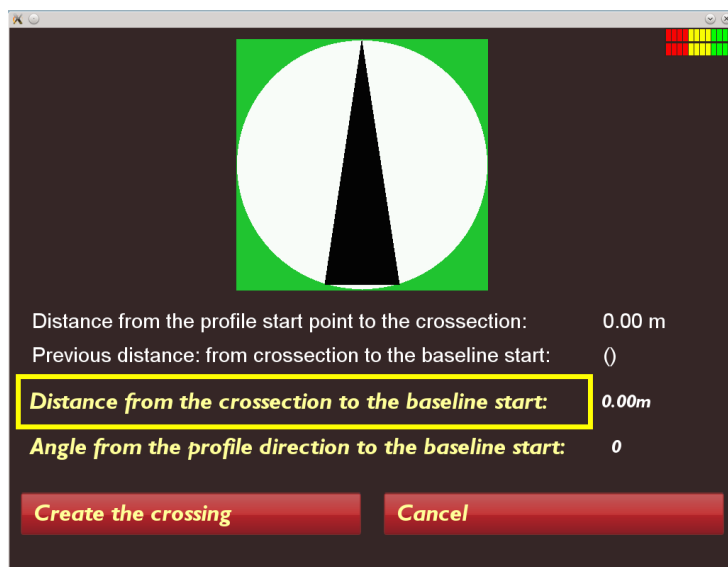 Distance from the profile start point to the crossection: 0.00 m
Previous distance: from crossection to the baseline start: ()
Distance from the crossection to the baseline start: 0.00m
Angle from the profile direction to the baseline start: 0
Create the crossing Cancel